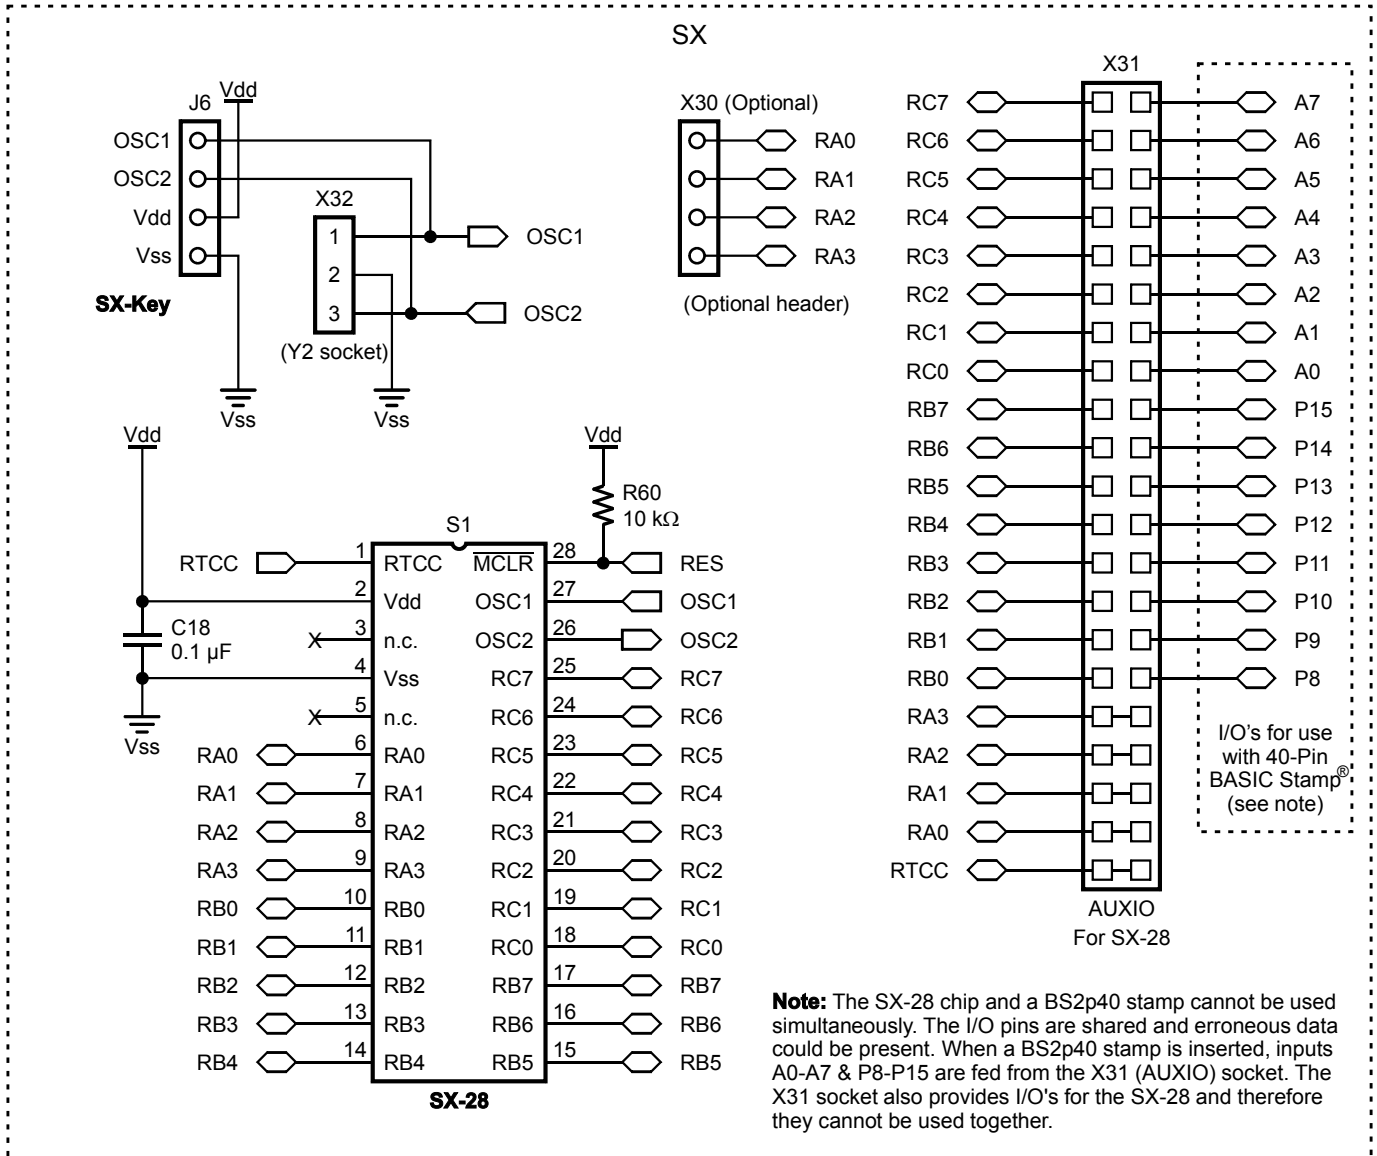 SX
J6
Vdd
OSC1
OSC2
Vdd
Vss
SX-Key
X32
1
2
3
(Y2 socket)
OSC1
OSC2
Vss
Vss
X30 (Optional)
RA0
RA1
RA2
RA3
(Optional header)
X31
RC7 A7
RC6 A6
RC5 A5
RC4 A4
RC3 A3
RC2 A2
RC1 A1
RC0 A0
RB7 P15
RB6 P14
RB5 P13
RB4 P12
RB3 P11
RB2 P10
RB1 P9
RB0 P8
RA3
RA2
RA1
RA0
RTCC
I/O's for use
with 40-Pin
BASIC Stamp®
(see note)
AUXIO
For SX-28
Vdd
C18
0.1 µF
Vss
Vdd
R60
10 kΩ
S1
RTCC 1 RTCC MCLR 28 RES
2 Vdd OSC1 27 OSC1
X 3 n.c. OSC2 26 OSC2
4 Vss RC7 25 RC7
X 5 n.c. RC6 24 RC6
RA0 6 RA0 RC5 23 RC5
RA1 7 RA1 RC4 22 RC4
RA2 8 RA2 RC3 21 RC3
RA3 9 RA3 RC2 20 RC2
RB0 10 RB0 RC1 19 RC1
RB1 11 RB1 RC0 18 RC0
RB2 12 RB2 RB7 17 RB7
RB3 13 RB3 RB6 16 RB6
RB4 14 RB4 RB5 15 RB5
SX-28
Note: The SX-28 chip and a BS2p40 stamp cannot be used
simultaneously. The I/O pins are shared and erroneous data
could be present. When a BS2p40 stamp is inserted, inputs
A0-A7 & P8-P15 are fed from the X31 (AUXIO) socket. The
X31 socket also provides I/O's for the SX-28 and therefore
they cannot be used together.